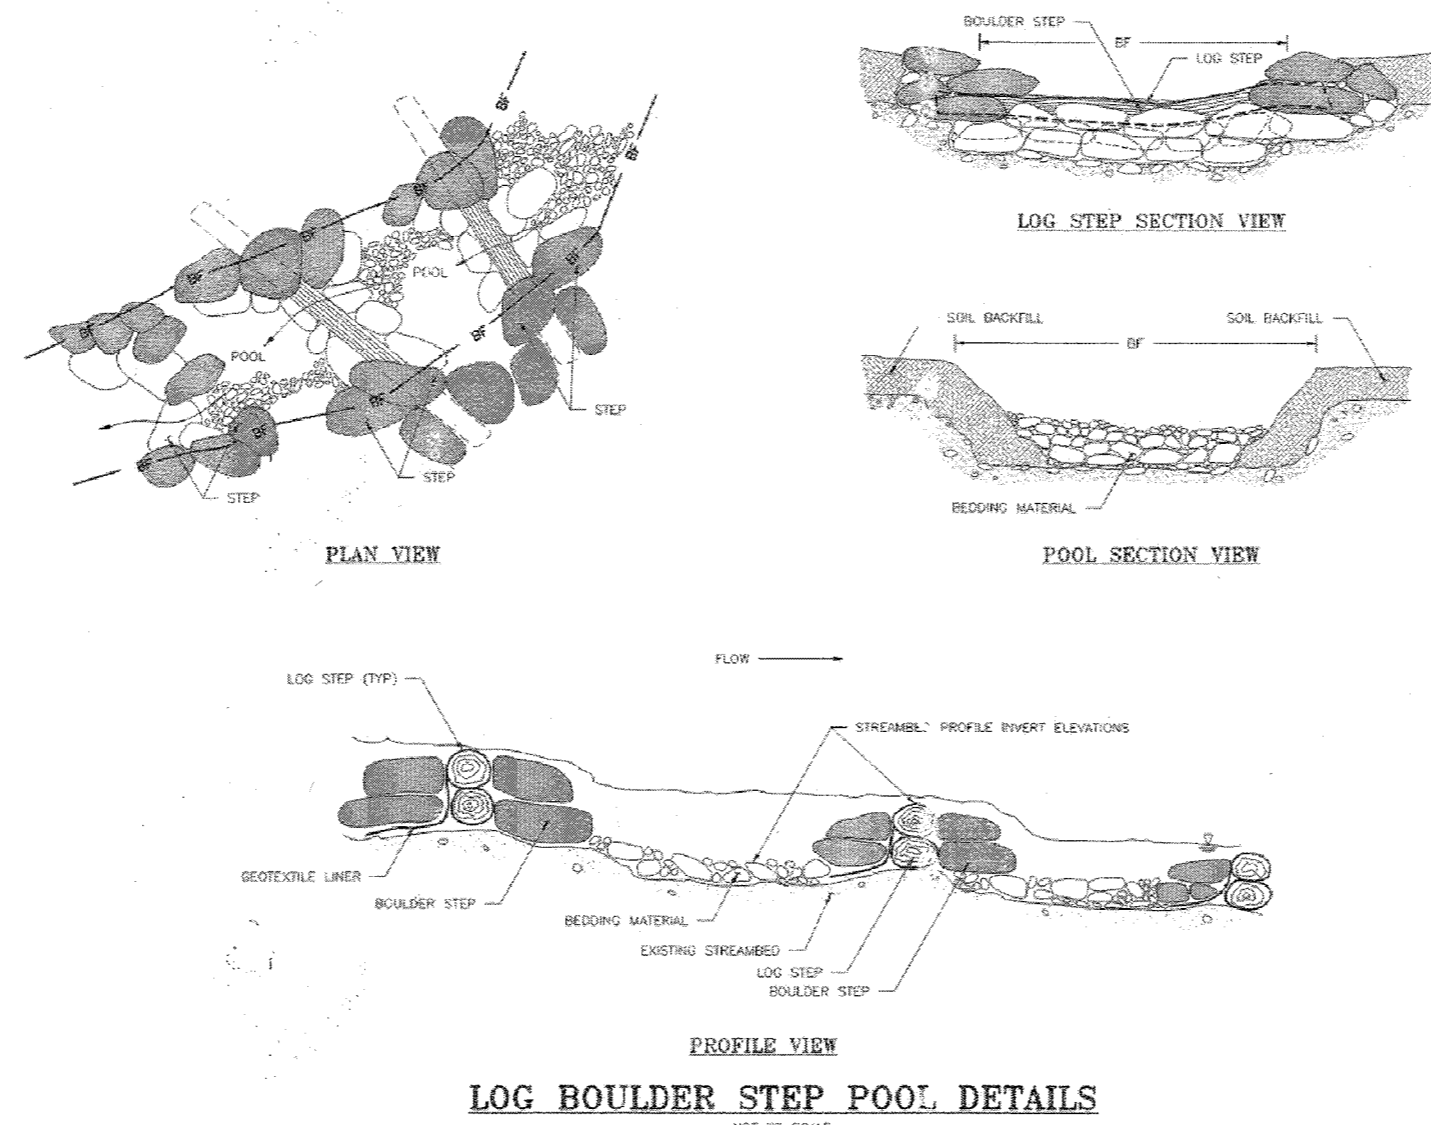 BOULDER STEP
BF
LOG STEP
LOG STEP SECTION VIEW
BF
BF
BF
BF
BF
BF
BF
BF
BF
BF
BF
POOL
POOL
STEP
STEP
STEP
PLAN VIEW
SOIL BACKFILL
SOIL BACKFILL
BF
BEDDING MATERIAL
POOL SECTION VIEW
FLOW
LOG STEP (TYP)
STREAMBED PROFILE INVERT ELEVATIONS
GEOTEXTILE LINER
BOULDER STEP
BEDDING MATERIAL
EXISTING STREAMBED
LOG STEP
BOULDER STEP
PROFILE VIEW
LOG BOULDER STEP POOL DETAILS